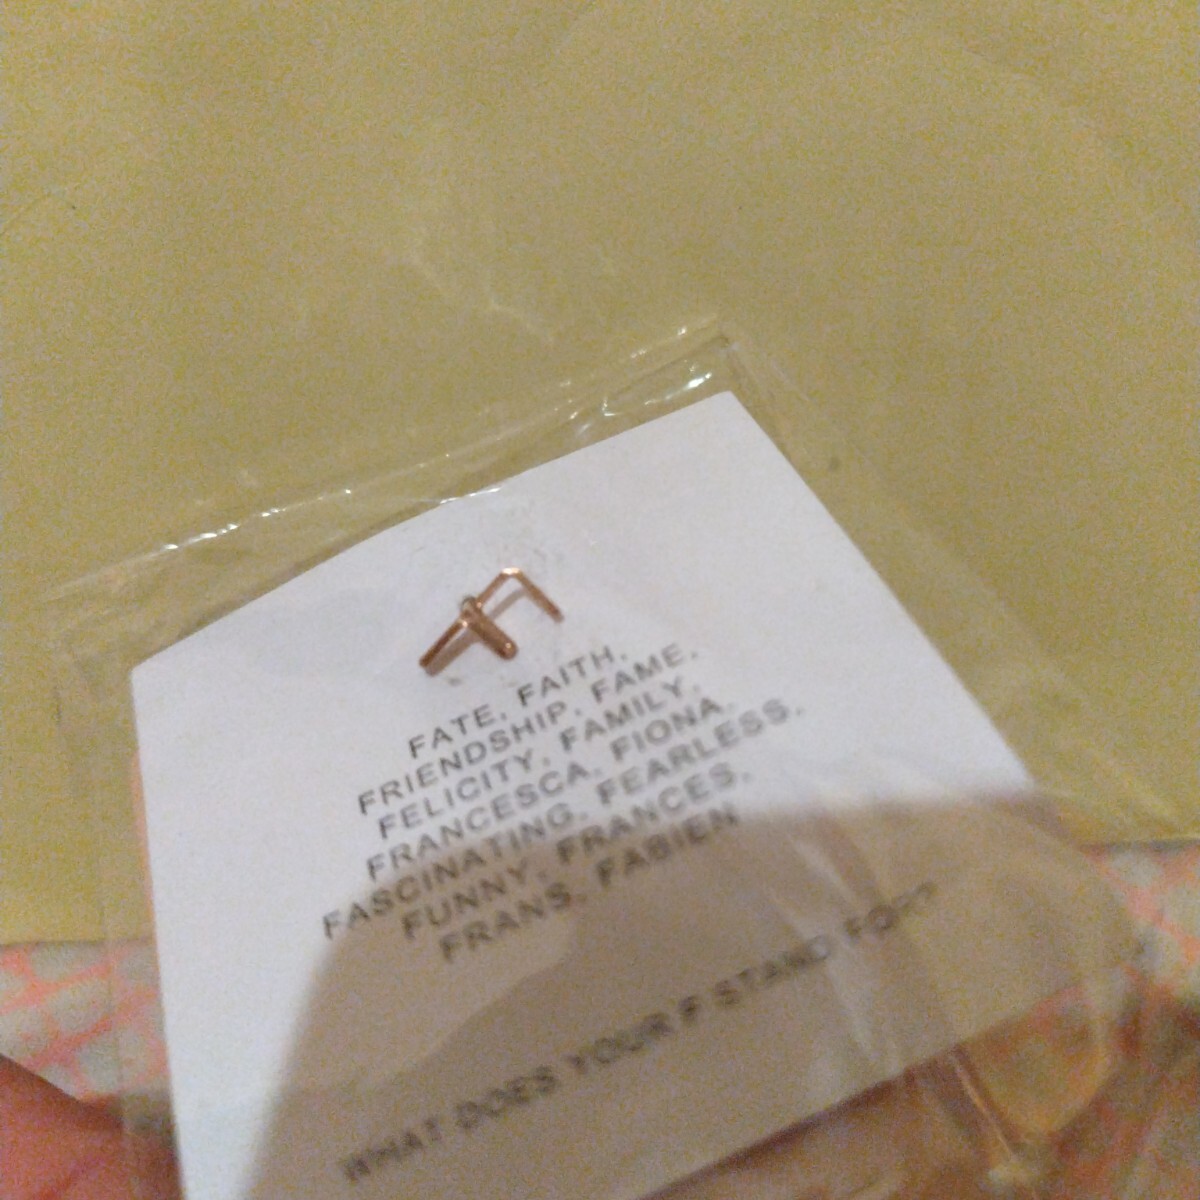 FATE, FAITH,
FRIENDSHIP, FAME,
FELICITY, FAMILY,
FRANCESCA, FIONA,
FASCINATING, FEARLESS,
FUNNY, FRANCES,
FRANS, FABIEN
WHAT DOES YOUR F STAND FOR?